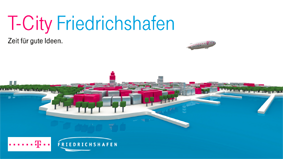 T-City Friedrichshafen
Zeit für gute Ideen.
T
FRIEDRICHSHAFEN